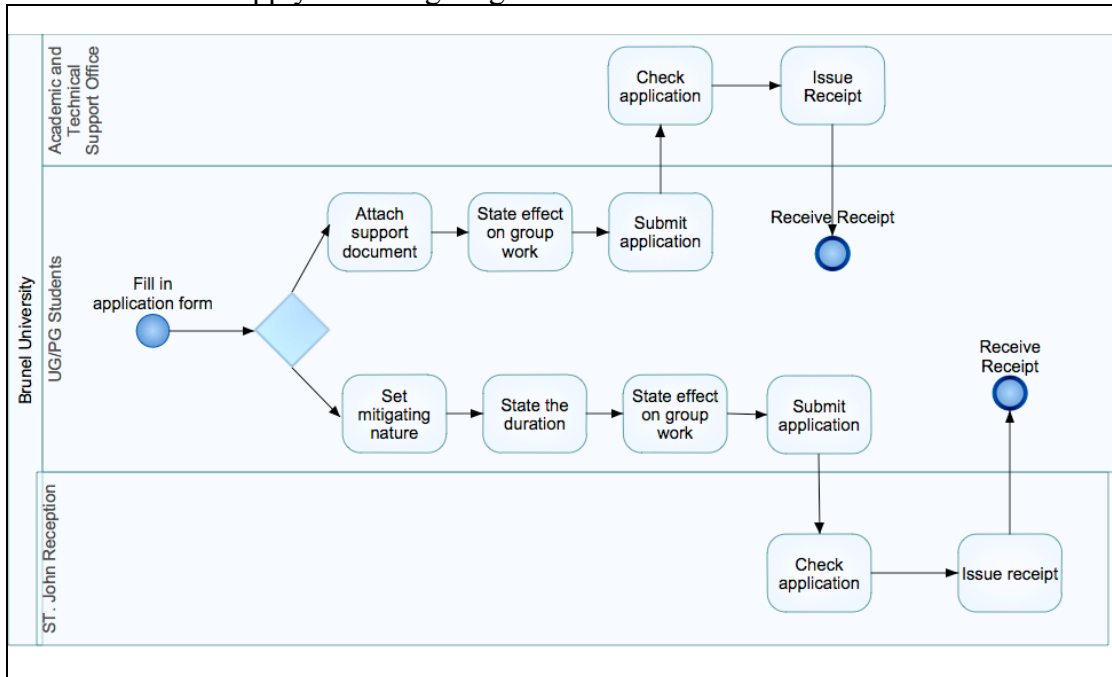 Academic and
Technical
Support Office
Check
application
Issue
Receipt
Brunel University
UG/PG Students
Attach
support
document
State effect
on group
work
Submit
application
Receive Receipt
Fill in
application form
Set
mitigating
nature
State the
duration
State effect
on group
work
Submit
application
Receive
Receipt
ST. John Reception
Check
application
Issue receipt